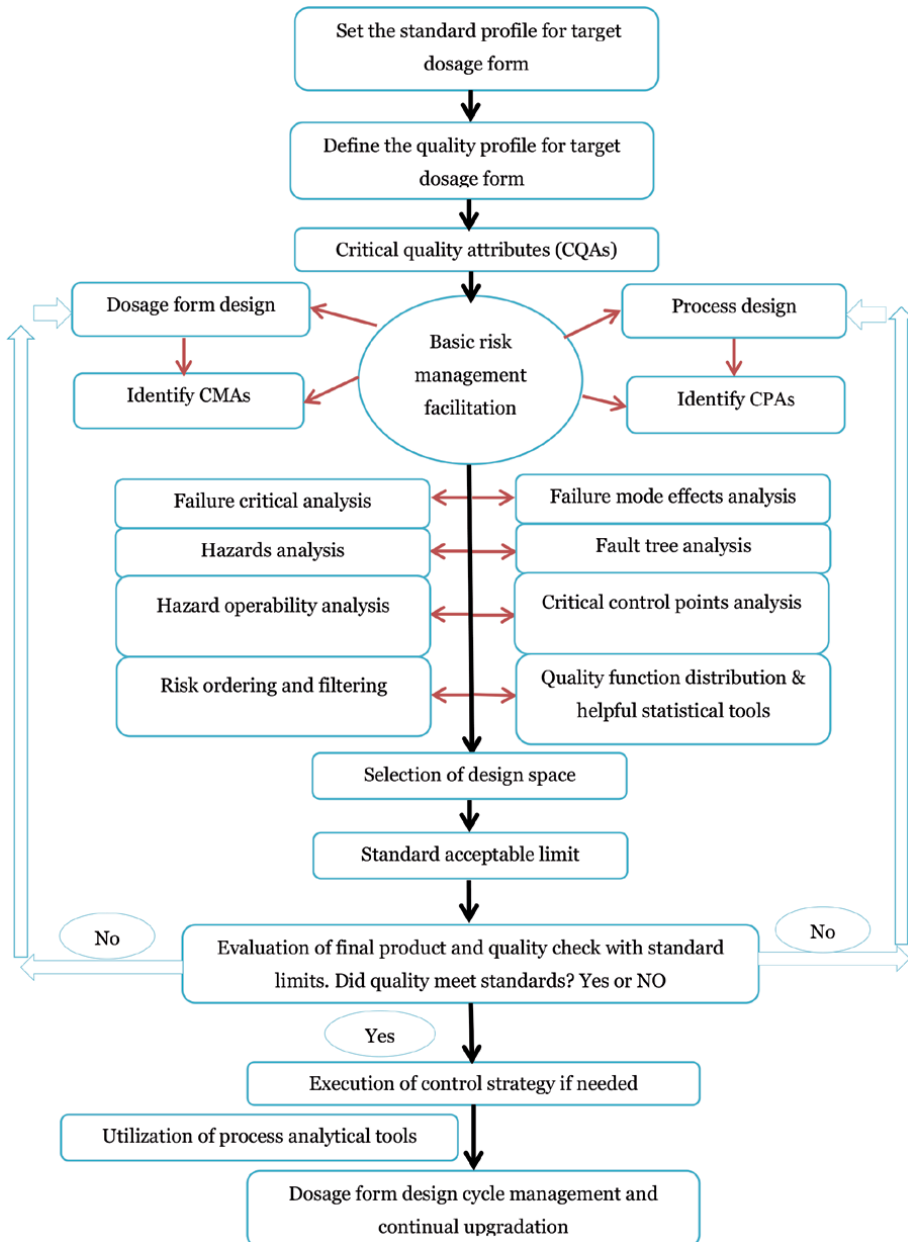 Set the standard profile for target
dosage form
Define the quality profile for target
dosage form
Critical quality attributes (CQAs)
Dosage form design
Process design
Basic risk
management
facilitation
Identify CMAs
Identify CPAs
Failure critical analysis
Failure mode effects analysis
Hazards analysis
Fault tree analysis
Hazard operability analysis
Critical control points analysis
Risk ordering and filtering
Quality function distribution &
helpful statistical tools
Selection of design space
Standard acceptable limit
No
No
Evaluation of final product and quality check with standard
limits. Did quality meet standards? Yes or NO
Yes
Execution of control strategy if needed
Utilization of process analytical tools
Dosage form design cycle management and
continual upgradation